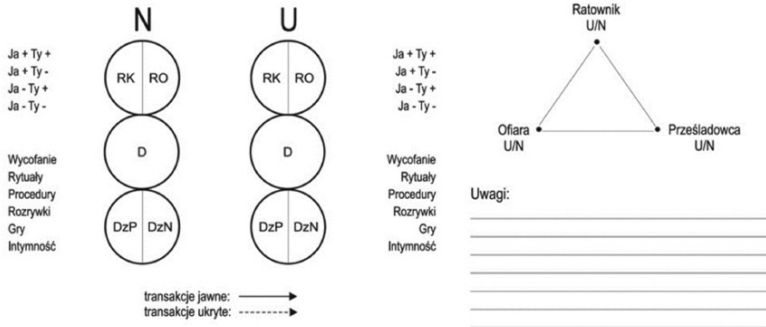 N
U
Ja + Ty +
Ja + Ty -
Ja - Ty +
Ja - Ty -
Wycofanie
Rytuały
Procedury
Rozrywki
Gry
Intymność
RK RO
D
DzP DzN
RK RO
D
DzP DzN
Ja + Ty +
Ja + Ty -
Ja - Ty +
Ja - Ty -
Wycofanie
Rytuały
Procedury
Rozrywki
Gry
Intymność
transakcje jawne:
transakcje ukryte:
Ratownik
U/N
Ofiara
U/N
Prześladowca
U/N
Uwagi: